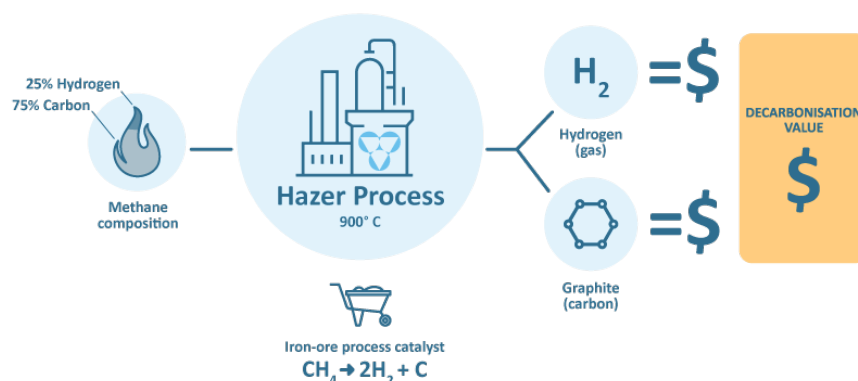 25% Hydrogen
75% Carbon
Methane
composition
Hazer Process
900° C
Iron-ore process catalyst
CH₄ → 2H₂ + C
H₂
=$
Hydrogen
(gas)
=$
Graphite
(carbon)
DECARBONISATION
VALUE
$